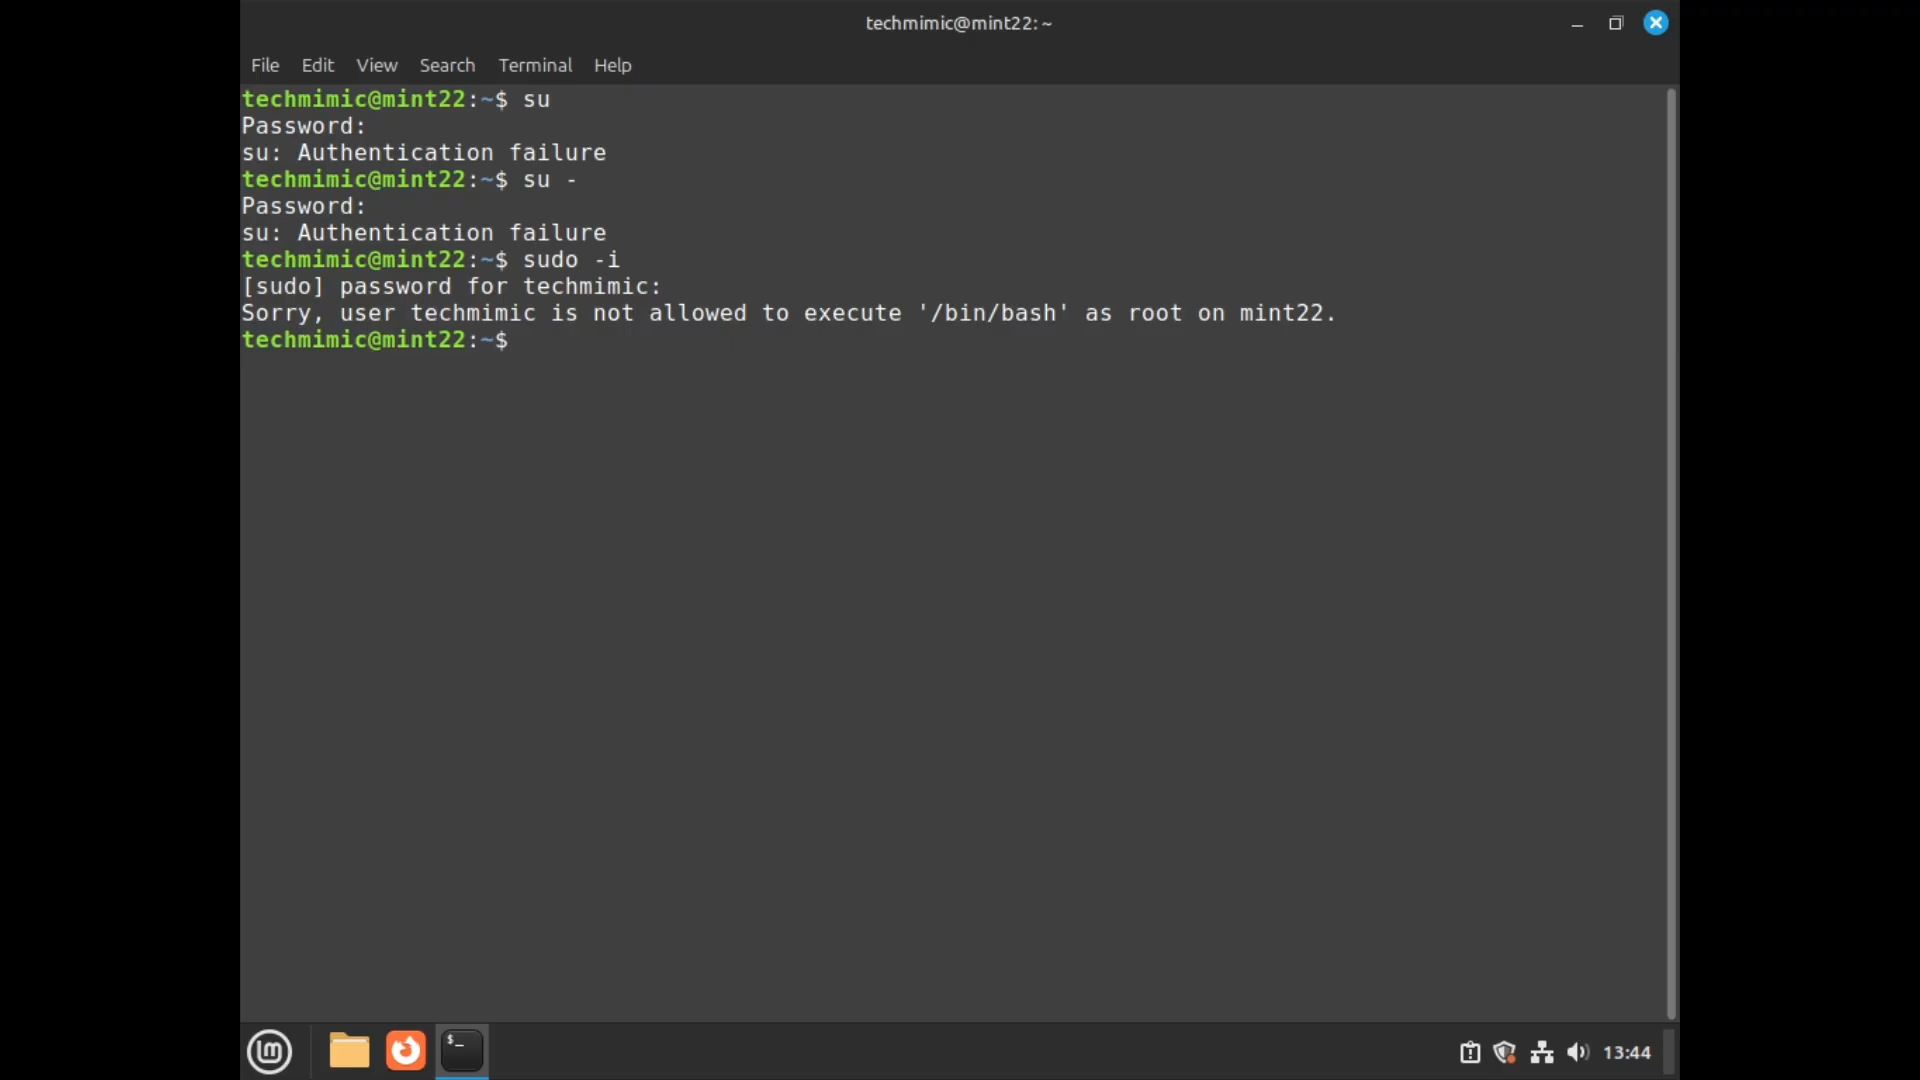 techmimic@mint22: ~
File Edit View Search Terminal Help
techmimic@mint22:~$ su
Password:
su: Authentication failure
techmimic@mint22:~$ su -
Password:
su: Authentication failure
techmimic@mint22:~$ sudo -i
[sudo] password for techmimic:
Sorry, user techmimic is not allowed to execute '/bin/bash' as root on mint22.
techmimic@mint22:~$
$_
13:44